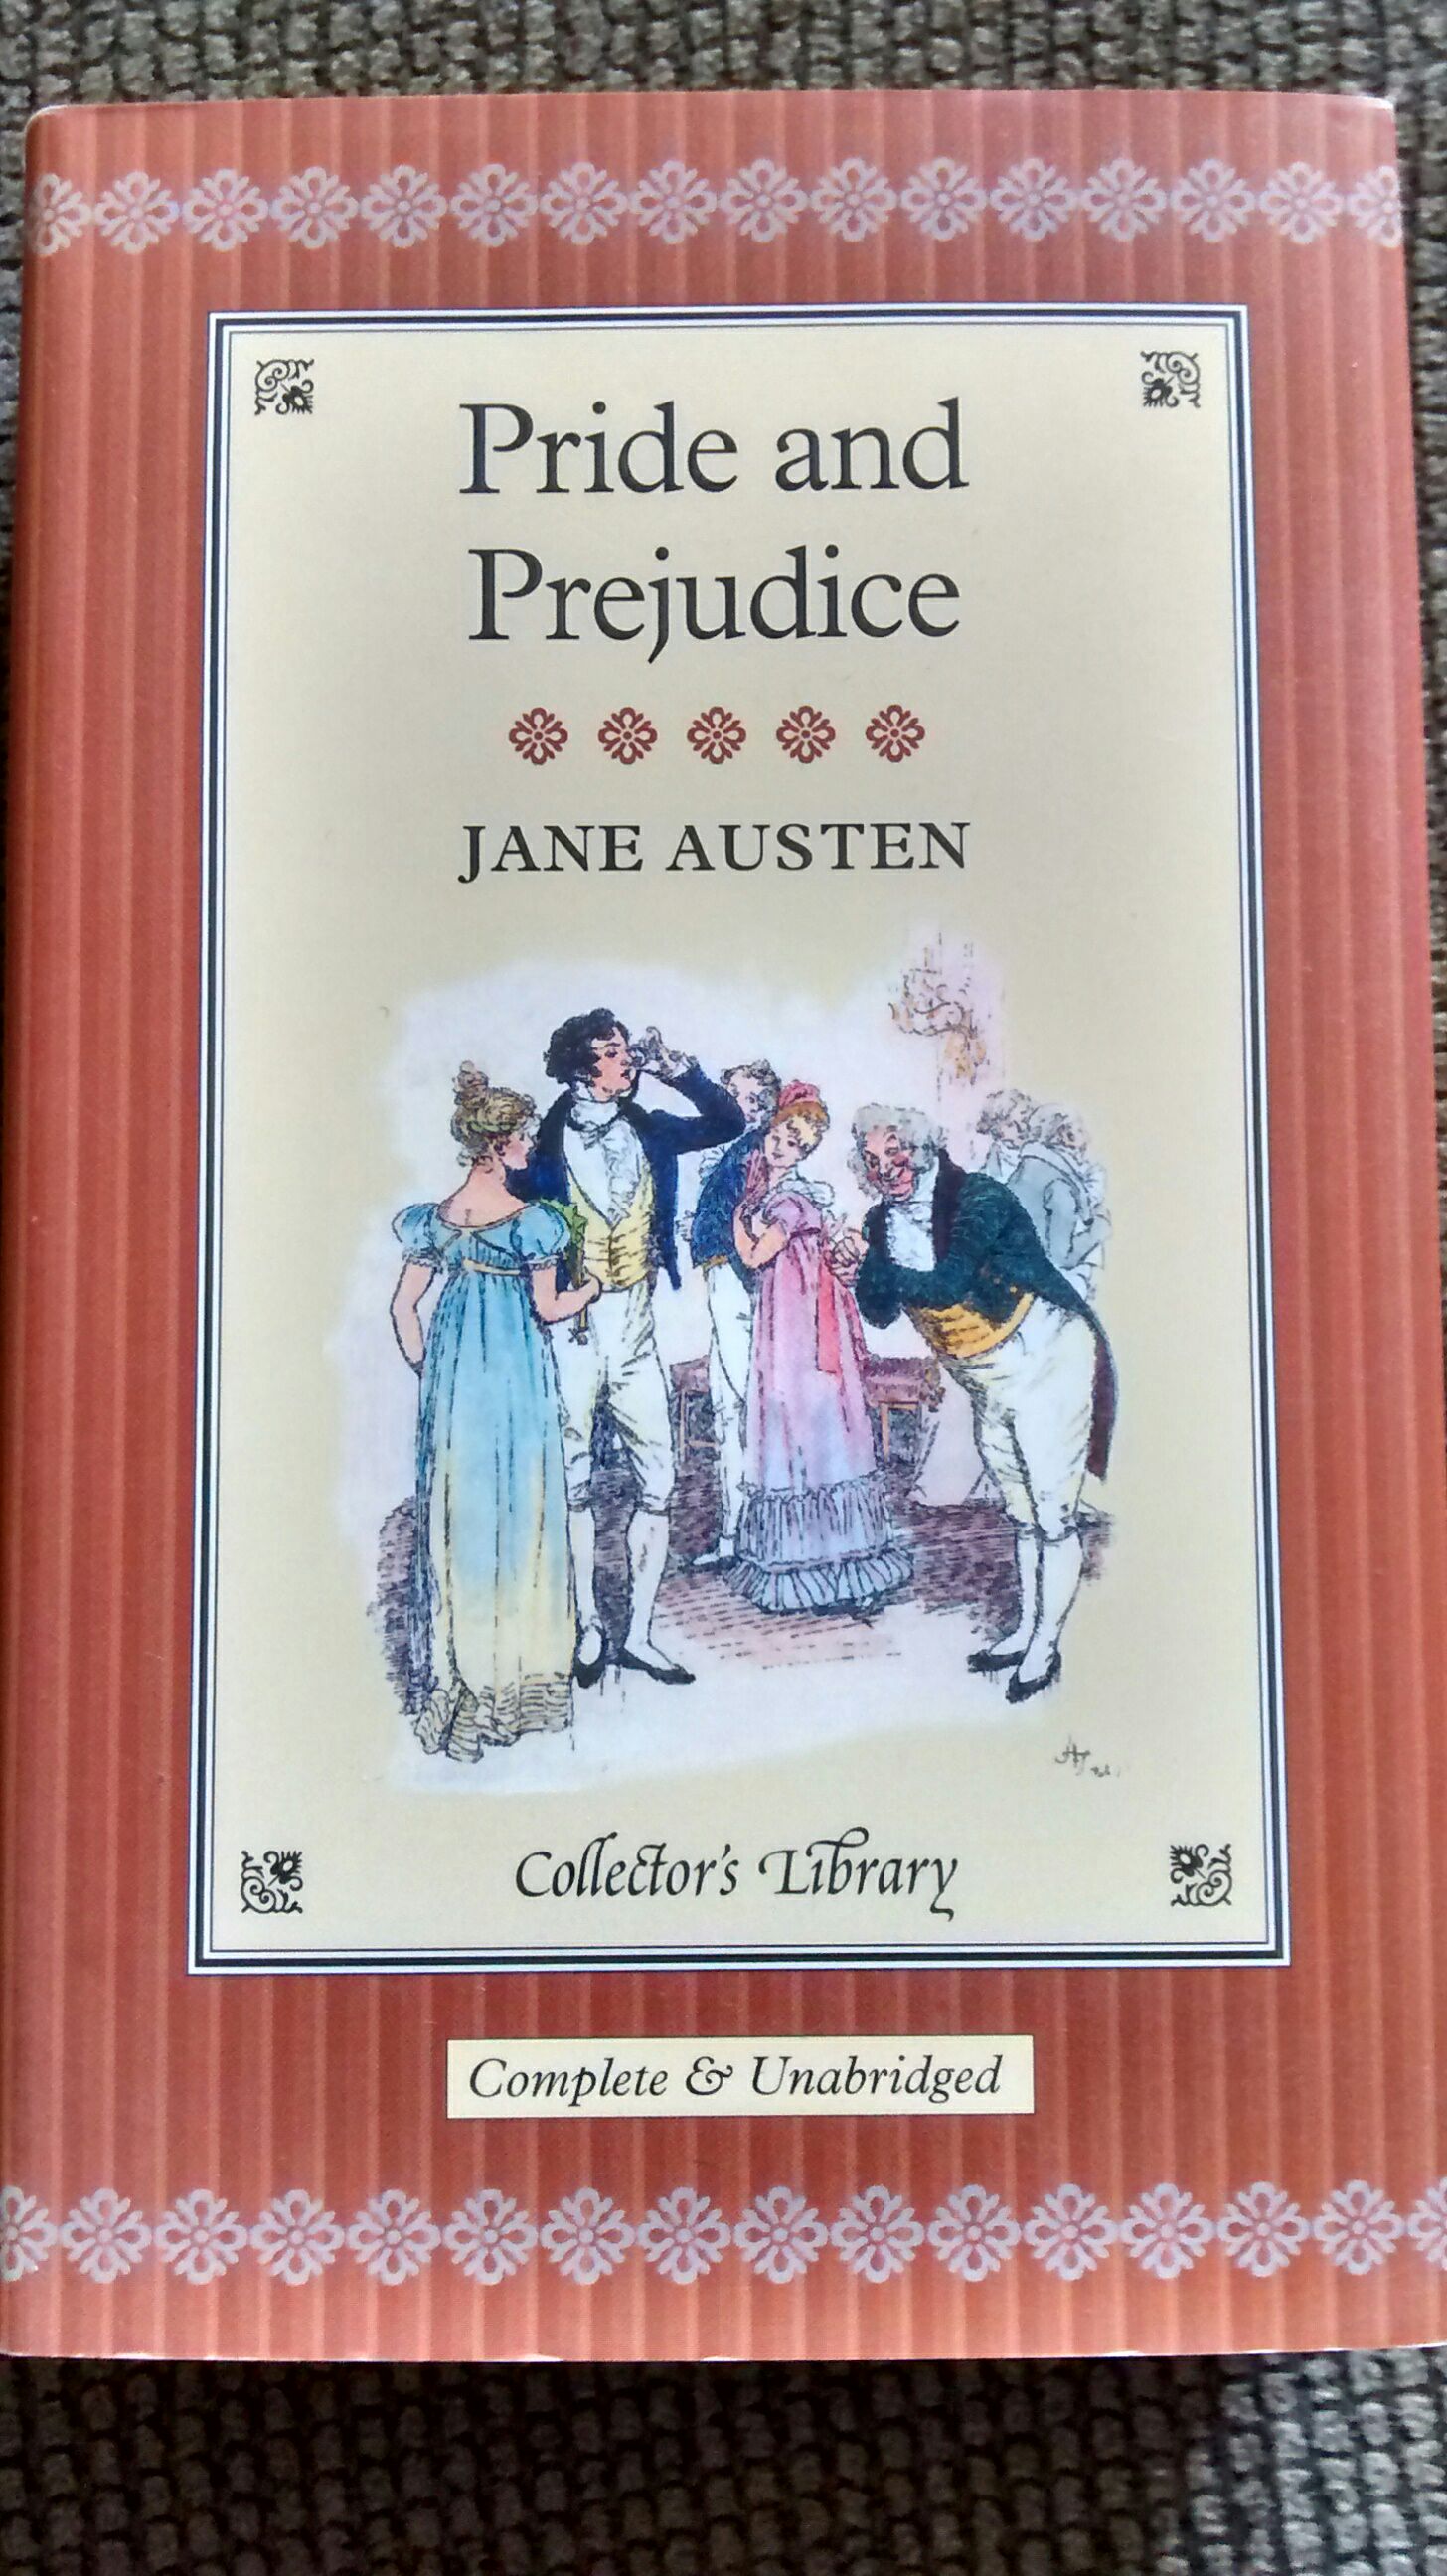 Pride and
Prejudice
JANE AUSTEN
Collector's Library
Complete & Unabridged